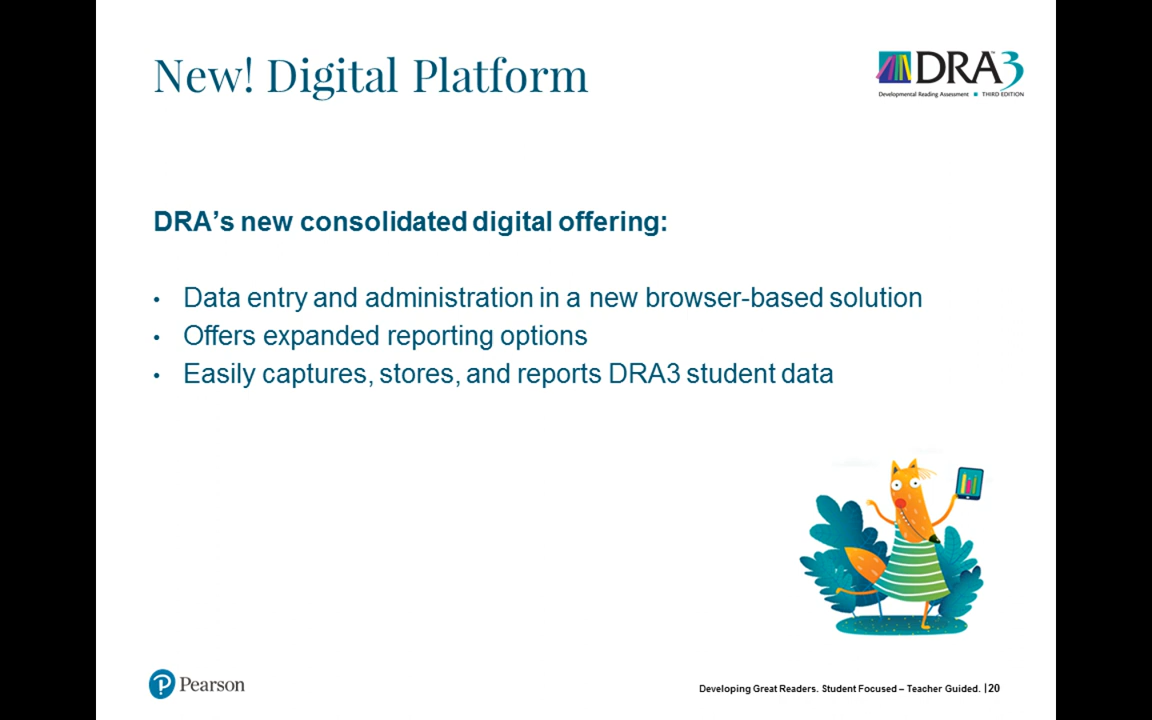 New! Digital Platform
DRA3
Developmental Reading Assessment ■ THIRD EDITION
DRA’s new consolidated digital offering:
• Data entry and administration in a new browser-based solution
• Offers expanded reporting options
• Easily captures, stores, and reports DRA3 student data
P Pearson
Developing Great Readers. Student Focused – Teacher Guided. |20